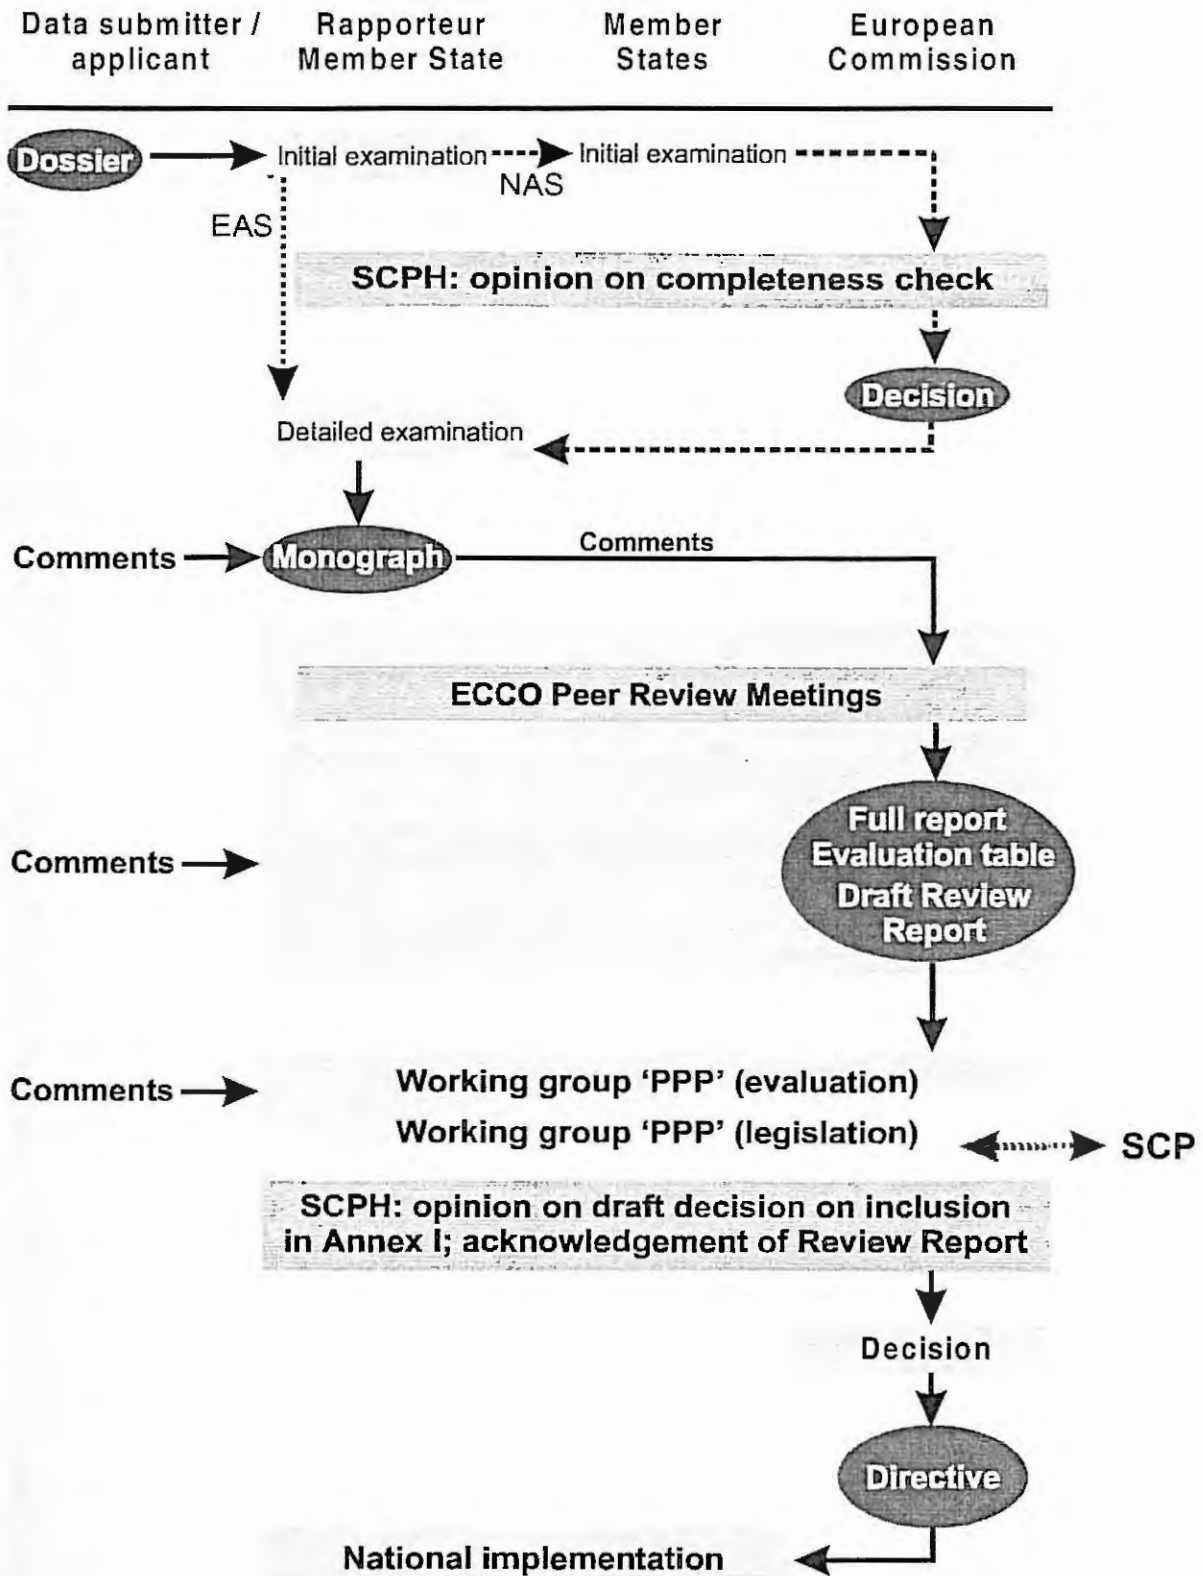 Data submitter /
applicant
Rapporteur
Member State
Member
States
European
Commission
Dossier
Initial examination
NAS
Initial examination
EAS
SCPH: opinion on completeness check
Decision
Detailed examination
Comments
Monograph
Comments
ECCO Peer Review Meetings
Full report
Evaluation table
Draft Review
Report
Comments
Comments
Working group ‘PPP’ (evaluation)
Working group ‘PPP’ (legislation)
SCP
SCPH: opinion on draft decision on inclusion
in Annex I; acknowledgement of Review Report
Decision
Directive
National implementation